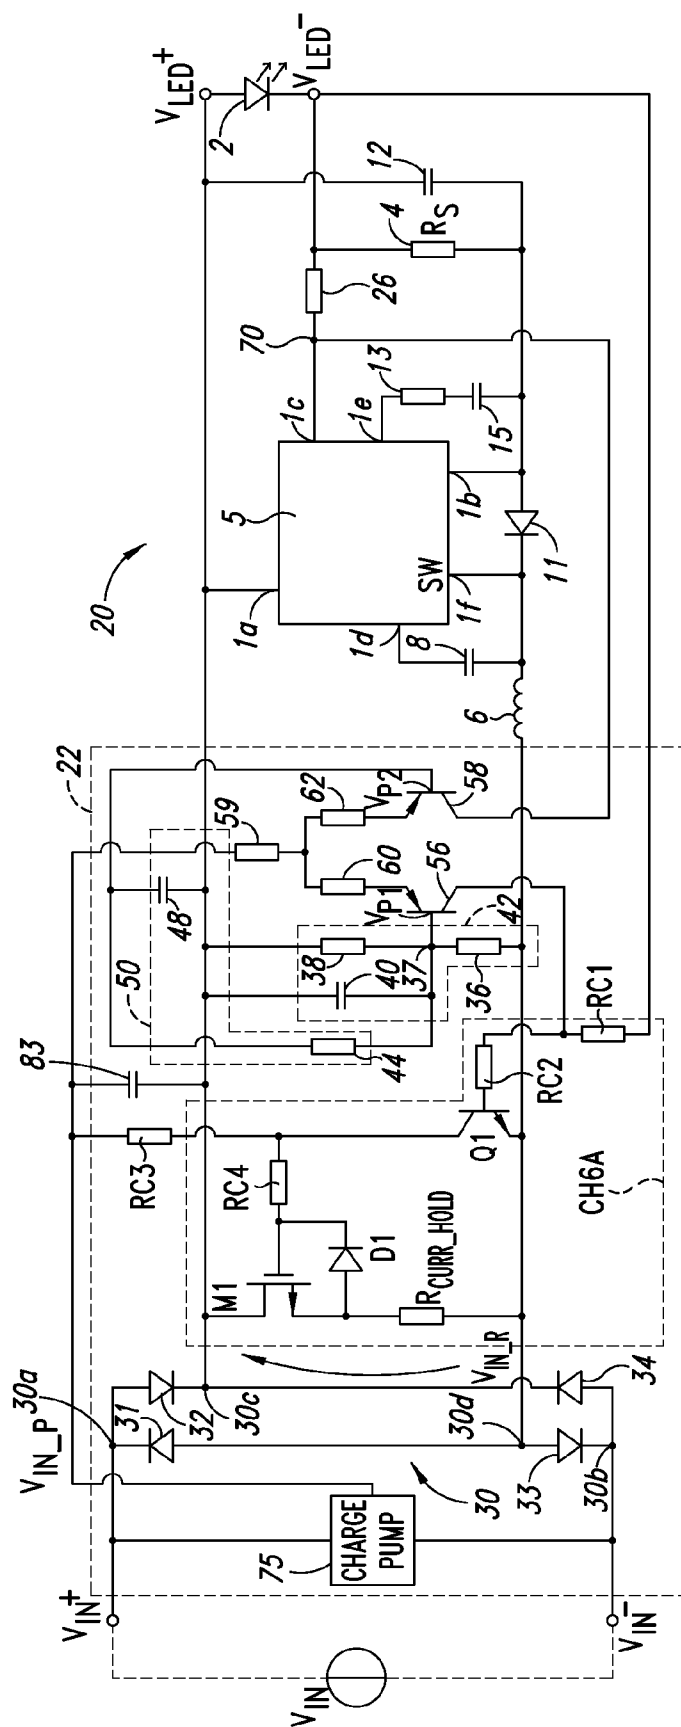 20
22
V_LED^+
2
V_LED^-
12
4
R_S
26
70
1c
13
1e
15
5
1a
1b
SW
1f
11
1d
8
6
59
62
V_P2
58
60
V_P1
56
48
50
38
40
37
42
36
44
83
RC1
RC2
RC3
RC4
Q1
CH6A
M1
D1
R_CURR_HOLD
V_IN_R
V_IN_P
30a
31
32
30c
34
30d
33
30b
30
75
CHARGE
PUMP
V_IN^+
V_IN
V_IN^-